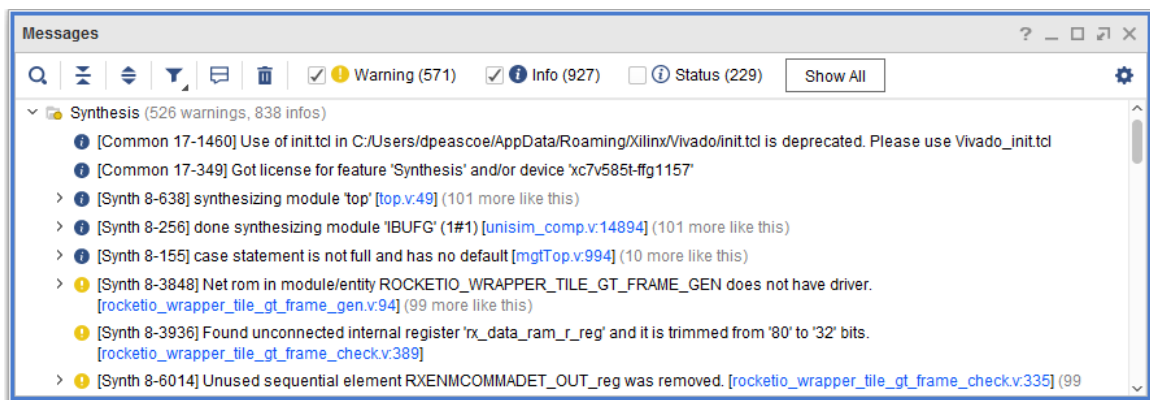 Messages
Warning (571) Info (927) Status (229) Show All
Synthesis (526 warnings, 838 infos)
[Common 17-1460] Use of init.tcl in C:/Users/dpeascoe/AppData/Roaming/Xilinx/Vivado/init.tcl is deprecated. Please use Vivado_init.tcl
[Common 17-349] Got license for feature 'Synthesis' and/or device 'xc7v585t-ffg1157'
[Synth 8-638] synthesizing module 'top' [top.v:49] (101 more like this)
[Synth 8-256] done synthesizing module 'IBUFG' (1#1) [unisim_comp.v:14894] (101 more like this)
[Synth 8-155] case statement is not full and has no default [mgtTop.v:994] (10 more like this)
[Synth 8-3848] Net rom in module/entity ROCKETIO_WRAPPER_TILE_GT_FRAME_GEN does not have driver.
[rocketio_wrapper_tile_gt_frame_gen.v:94] (99 more like this)
[Synth 8-3936] Found unconnected internal register 'rx_data_ram_r_reg' and it is trimmed from '80' to '32' bits.
[rocketio_wrapper_tile_gt_frame_check.v:389]
[Synth 8-6014] Unused sequential element RXENMCOMMADET_OUT_reg was removed. [rocketio_wrapper_tile_gt_frame_check.v:335] (99